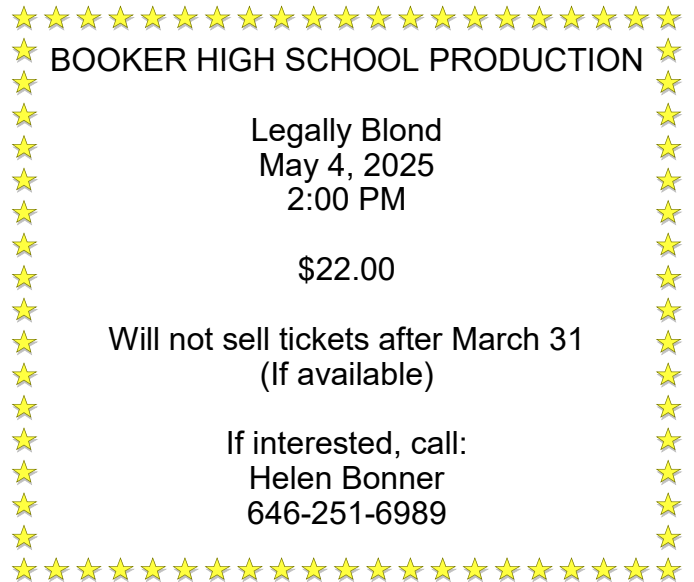 BOOKER HIGH SCHOOL PRODUCTION
Legally Blond
May 4, 2025
2:00 PM
$22.00
Will not sell tickets after March 31
(If available)
If interested, call:
Helen Bonner
646-251-6989